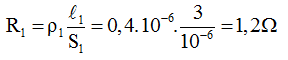 R₁ = ρ₁ ℓ₁/S₁ = 0,4.10⁻⁶. 3/10⁻⁶ = 1,2Ω